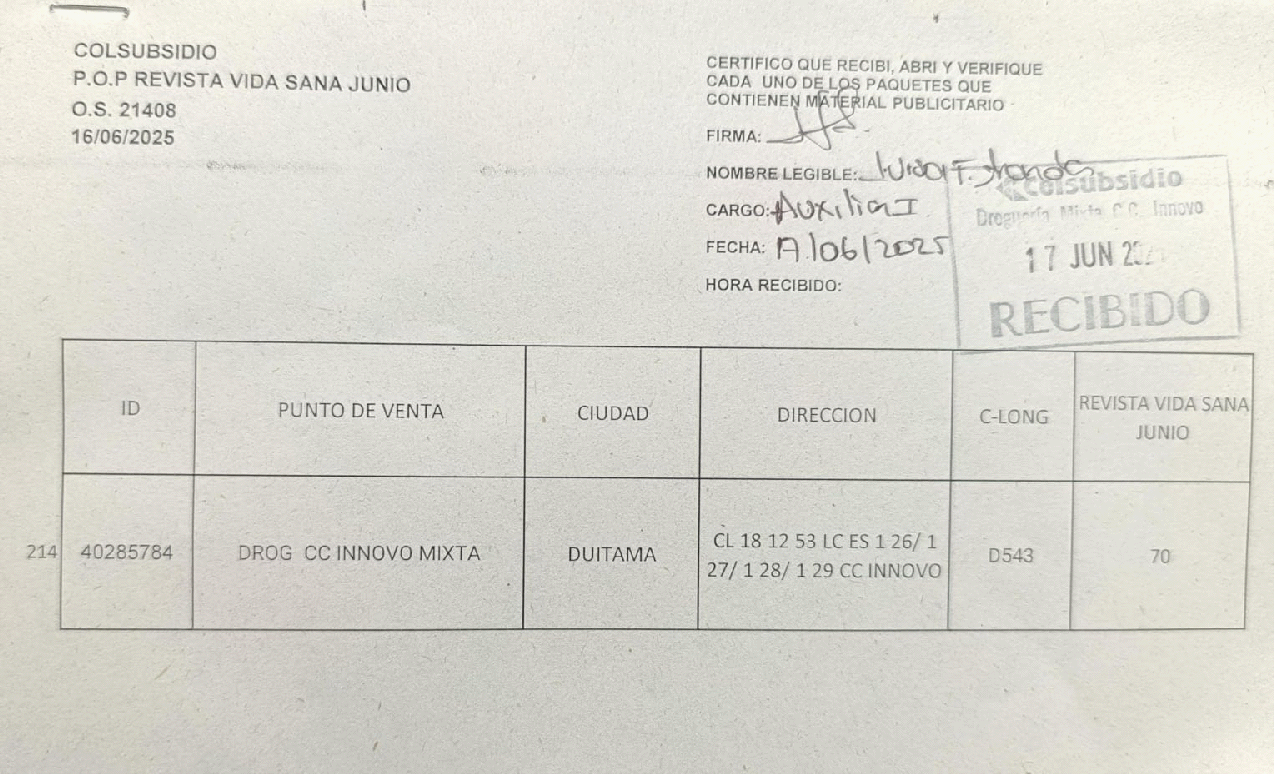 COLSUBSIDIO
P.O.P REVISTA VIDA SANA JUNIO
O.S. 21408
16/06/2025
CERTIFICO QUE RECIBI, ABRI Y VERIFIQUE
CADA UNO DE LOS PAQUETES QUE
CONTIENEN MATERIAL PUBLICITARIO
FIRMA:
NOMBRE LEGIBLE:
CARGO: Auxiliar I
FECHA: 17/06/2025
HORA RECIBIDO:
Colsubsidio
Droguería Mixta C.C. Innovo
17 JUN
RECIBIDO
ID PUNTO DE VENTA CIUDAD DIRECCION C-LONG REVISTA VIDA SANA
JUNIO
214 40285784 DROG CC INNOVO MIXTA DUITAMA CL 18 12 53 LC ES 1 26/ 1
27/ 1 28/ 1 29 CC INNOVO D543 70